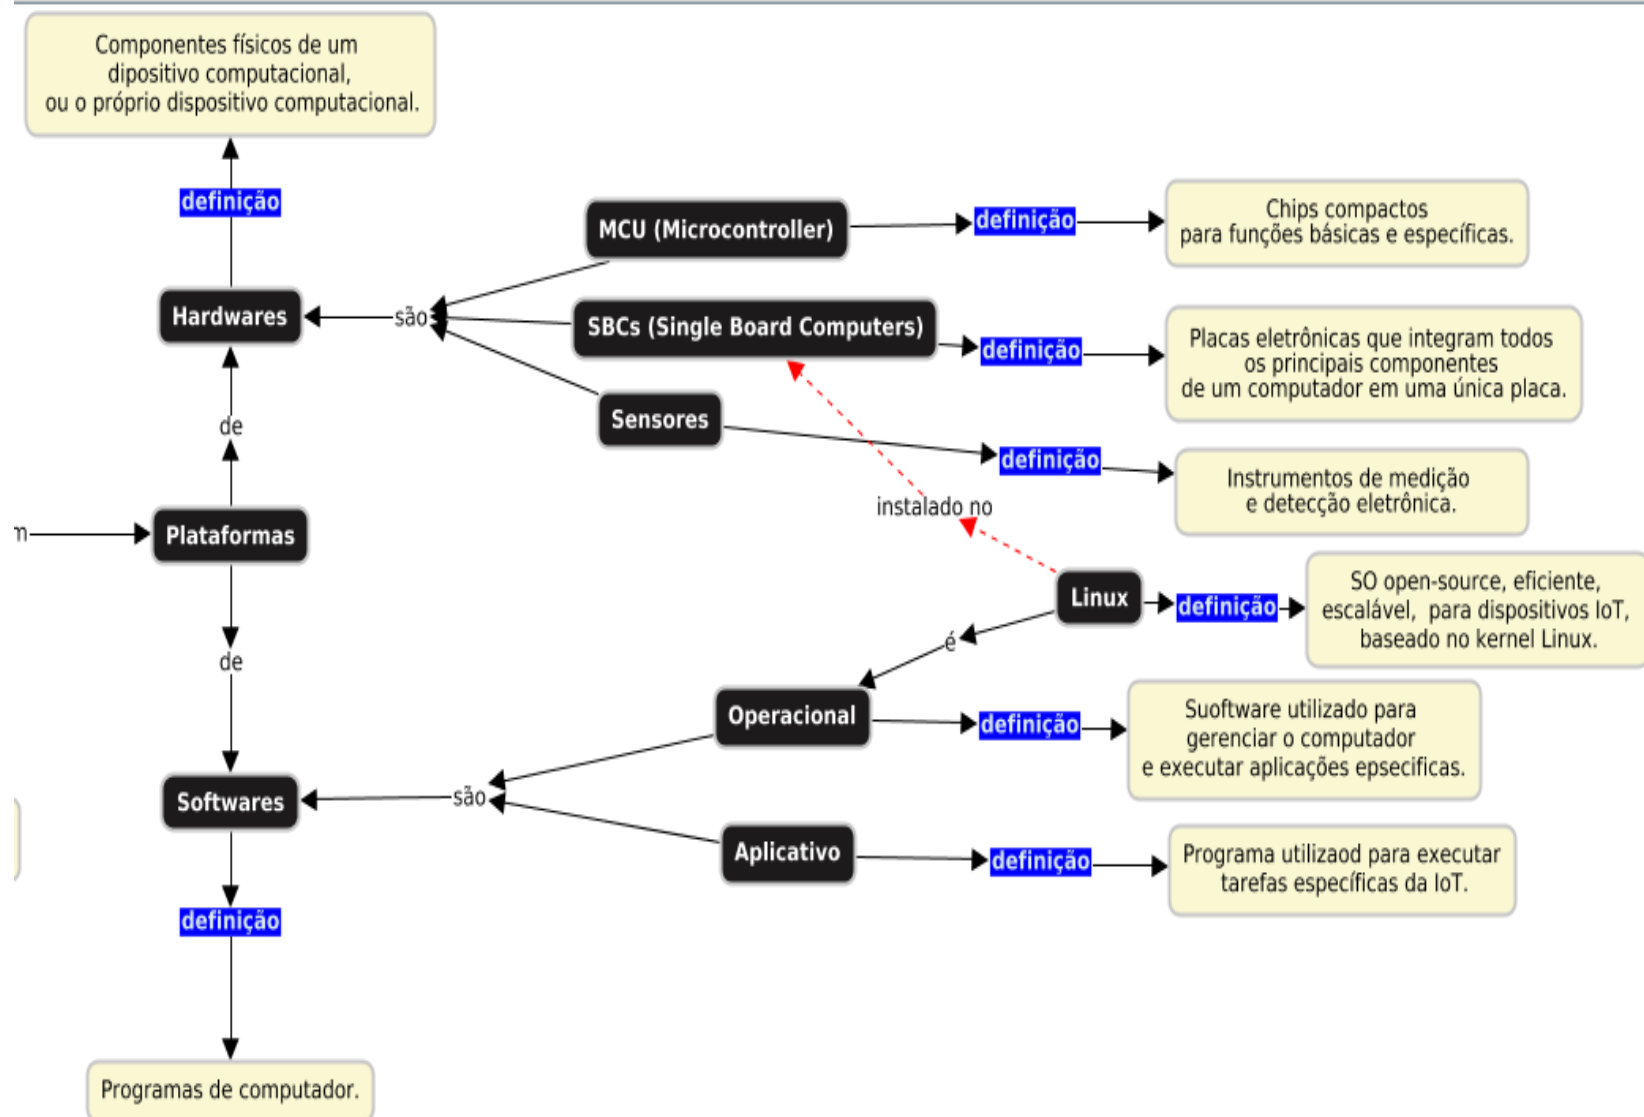 Componentes físicos de um
dipositivo computacional,
ou o próprio dispositivo computacional.
definição
MCU (Microcontroller)
definição
Chips compactos
para funções básicas e específicas.
Hardwares
são
SBCs (Single Board Computers)
definição
Placas eletrônicas que integram todos
os principais componentes
de um computador em uma única placa.
de
Sensores
definição
Instrumentos de medição
e detecção eletrônica.
instalado no
m
Plataformas
Linux
definição
SO open-source, eficiente,
escalável, para dispositivos IoT,
baseado no kernel Linux.
é
de
Operacional
definição
Suoftware utilizado para
gerenciar o computador
e executar aplicações epsecificas.
Softwares
são
Aplicativo
definição
Programa utilizaod para executar
tarefas específicas da IoT.
definição
Programas de computador.